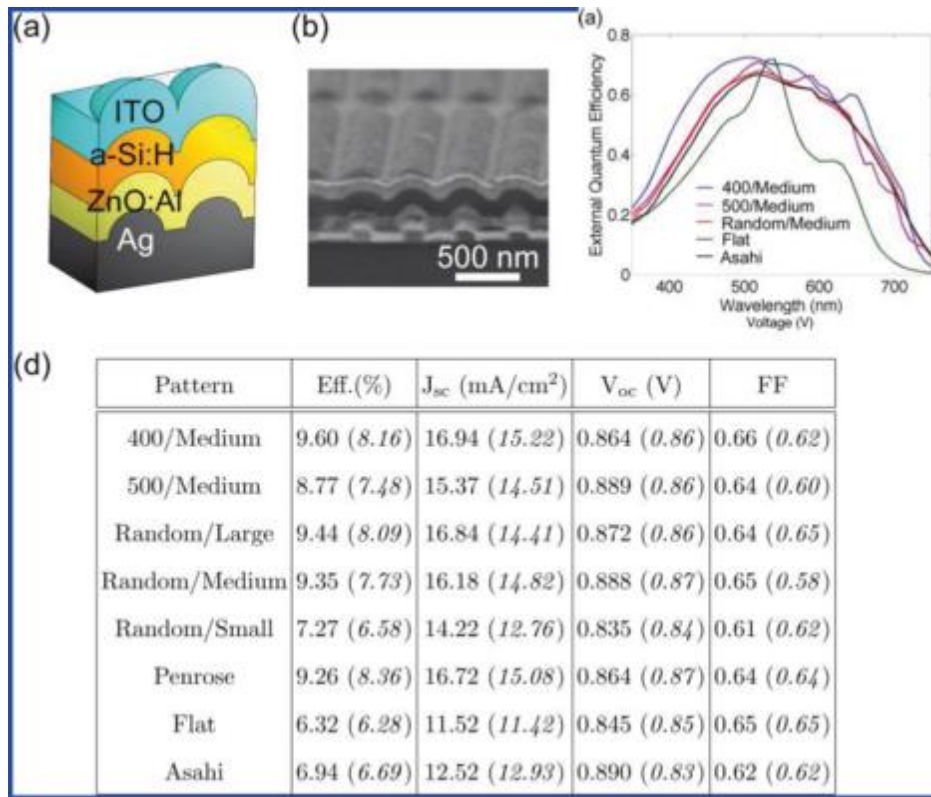 (a)
ITO
a-Si:H
ZnO:Al
Ag
(b)
500 nm
(a)
External Quantum Efficiency
0.8
0.6
0.4
0.2
0
400/Medium
500/Medium
Random/Medium
Flat
Asahi
400 500 600 700
Wavelength (nm)
Voltage (V)
(d)
Pattern Eff.(%) Jsc (mA/cm²) Voc (V) FF
400/Medium 9.60 (8.16) 16.94 (15.22) 0.864 (0.86) 0.66 (0.62)
500/Medium 8.77 (7.48) 15.37 (14.51) 0.889 (0.86) 0.64 (0.60)
Random/Large 9.44 (8.09) 16.84 (14.41) 0.872 (0.86) 0.64 (0.65)
Random/Medium 9.35 (7.73) 16.18 (14.82) 0.888 (0.87) 0.65 (0.58)
Random/Small 7.27 (6.58) 14.22 (12.76) 0.835 (0.84) 0.61 (0.62)
Penrose 9.26 (8.36) 16.72 (15.08) 0.864 (0.87) 0.64 (0.64)
Flat 6.32 (6.28) 11.52 (11.42) 0.845 (0.85) 0.65 (0.65)
Asahi 6.94 (6.69) 12.52 (12.93) 0.890 (0.83) 0.62 (0.62)